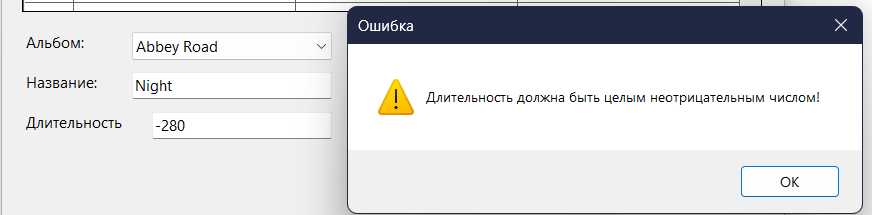 Ошибка
Альбом:
Abbey Road
Название:
Night
Длительность должна быть целым неотрицательным числом!
Длительность
-280
OK